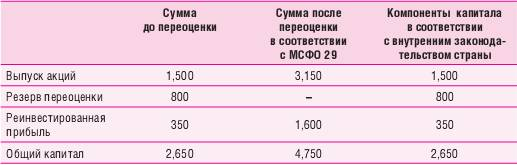 Сумма до переоценки
Сумма после переоценки в соответствии с МСФО 29
Компоненты капитала в соответствии с внутренним законода- тельством страны
Выпуск акций 1,500 3,150 1,500
Резерв переоценки 800 – 800
Реинвестированная прибыль 350 1,600 350
Общий капитал 2,650 4,750 2,650